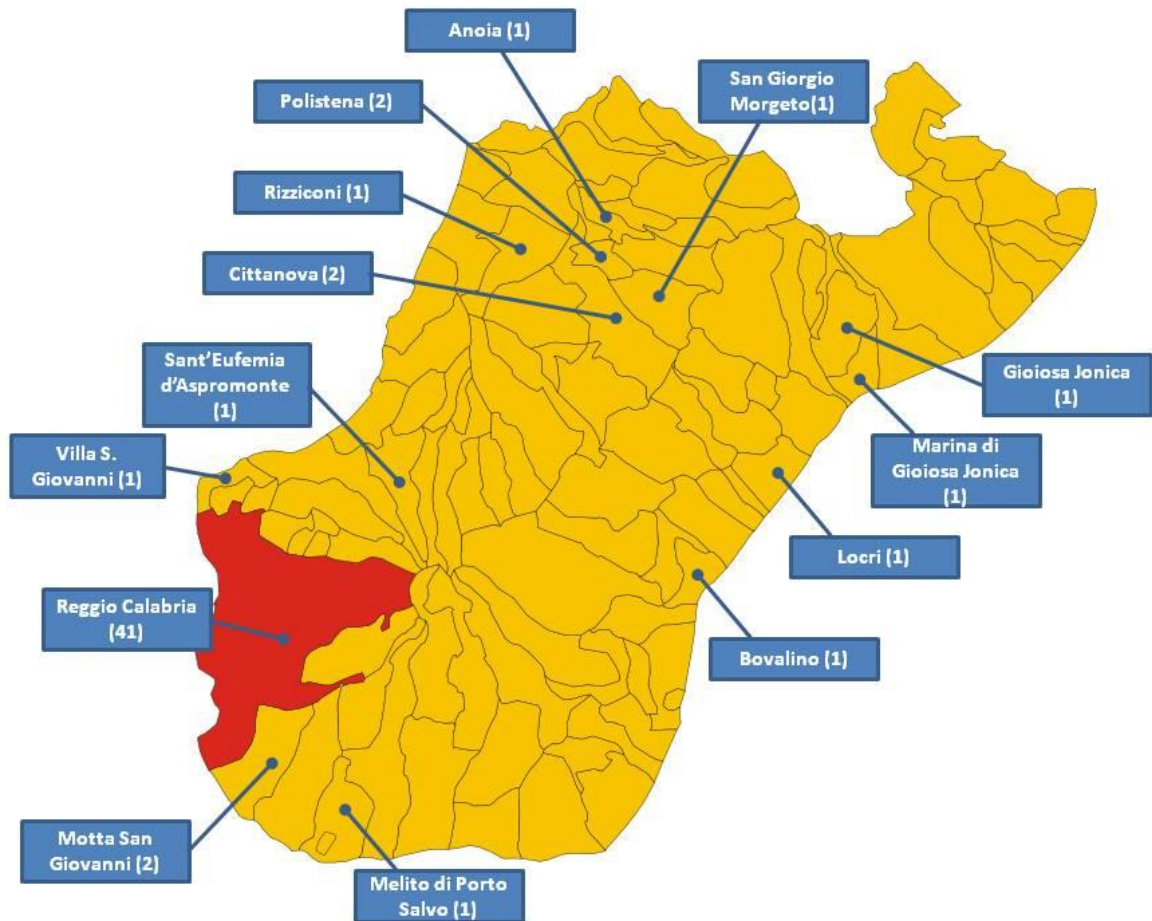 Anoia (1)
San Giorgio
Morgeto(1)
Polistena (2)
Rizziconi (1)
Cittanova (2)
Sant'Eufemia
d'Aspromonte
(1)
Gioiosa Jonica
(1)
Villa S.
Giovanni (1)
Marina di
Gioiosa Jonica
(1)
Locri (1)
Reggio Calabria
(41)
Bovalino (1)
Motta San
Giovanni (2)
Melito di Porto
Salvo (1)